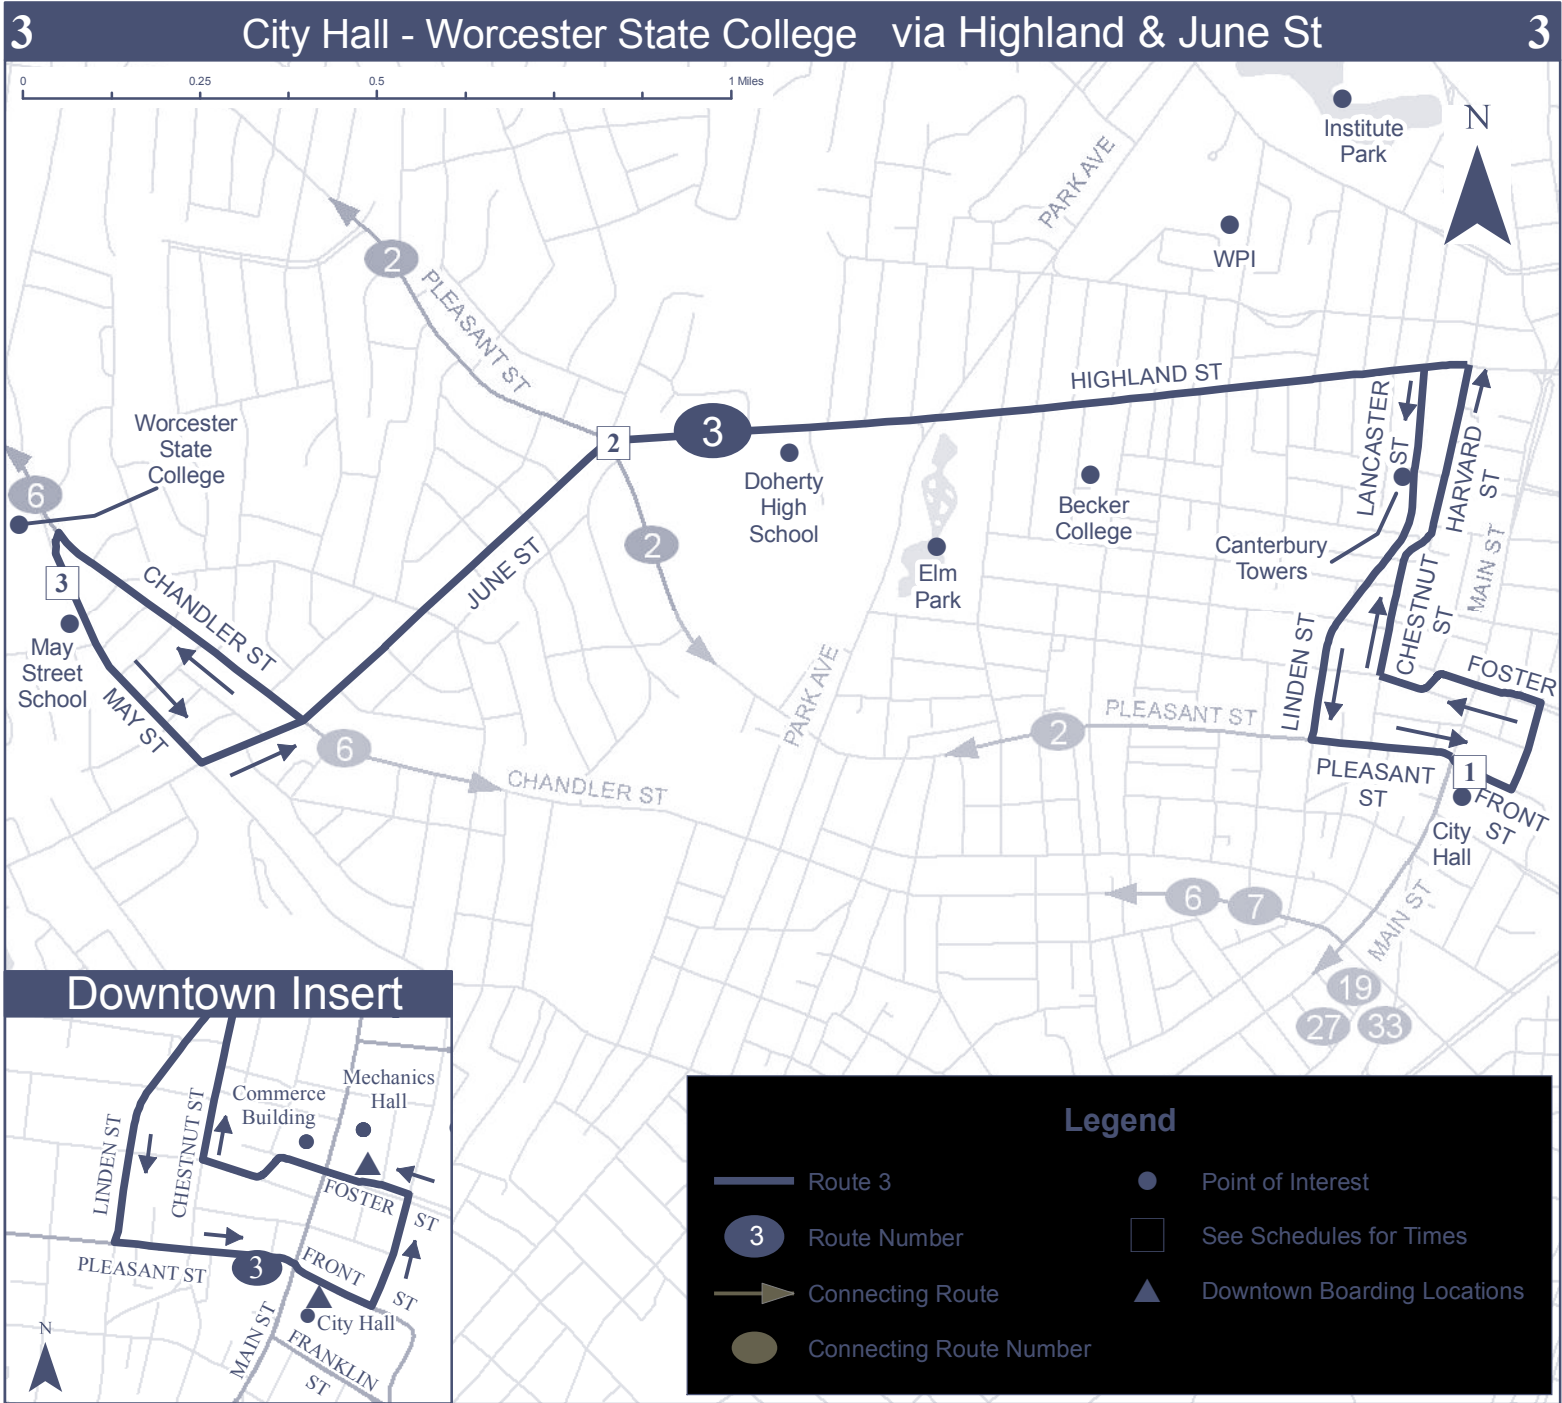 3 City Hall - Worcester State College via Highland & June St 3
0 0.25 0.5 1 Miles
Institute
Park
N
PARK AVE
WPI
2
PLEASANT ST
HIGHLAND ST
LANCASTER
ST
HARVARD
ST
Worcester
State
College
3
2
Doherty
High
School
Becker
College
Canterbury
Towers
MAIN ST
6
2
Elm
Park
JUNE ST
CHANDLER ST
3
May
Street
School
MAY ST
CHESTNUT
ST
LINDEN ST
FOSTER
PARK AVE
PLEASANT ST
2
6
CHANDLER ST
PLEASANT
ST
1
FRONT
ST
City
Hall
6
7
MAIN ST
19
27
33
Downtown Insert
Mechanics
Hall
Commerce
Building
LINDEN ST
CHESTNUT ST
FOSTER
ST
PLEASANT ST
3
FRONT
ST
City Hall
MAIN ST
FRANKLIN
ST
N
Legend
Route 3
3 Route Number
Connecting Route
Connecting Route Number
Point of Interest
See Schedules for Times
Downtown Boarding Locations